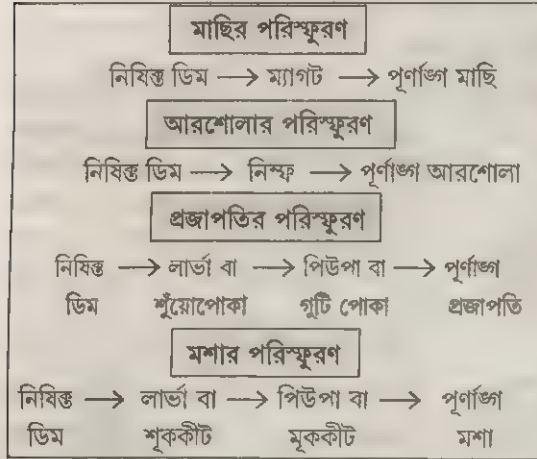 মাছির পরিস্ফুরণ
নিষিক্ত ডিম → ম্যাগট → পূর্ণাঙ্গ মাছি
আরশোলার পরিস্ফুরণ
নিষিক্ত ডিম → নিম্ফ → পূর্ণাঙ্গ আরশোলা
প্রজাপতির পরিস্ফুরণ
নিষিক্ত → লার্ভা বা → পিউপা বা → পূর্ণাঙ্গ
ডিম শুঁয়োপোকা গুটি পোকা প্রজাপতি
মশার পরিস্ফুরণ
নিষিক্ত → লার্ভা বা → পিউপা বা → পূর্ণাঙ্গ
ডিম শূককীট মূককীট মশা